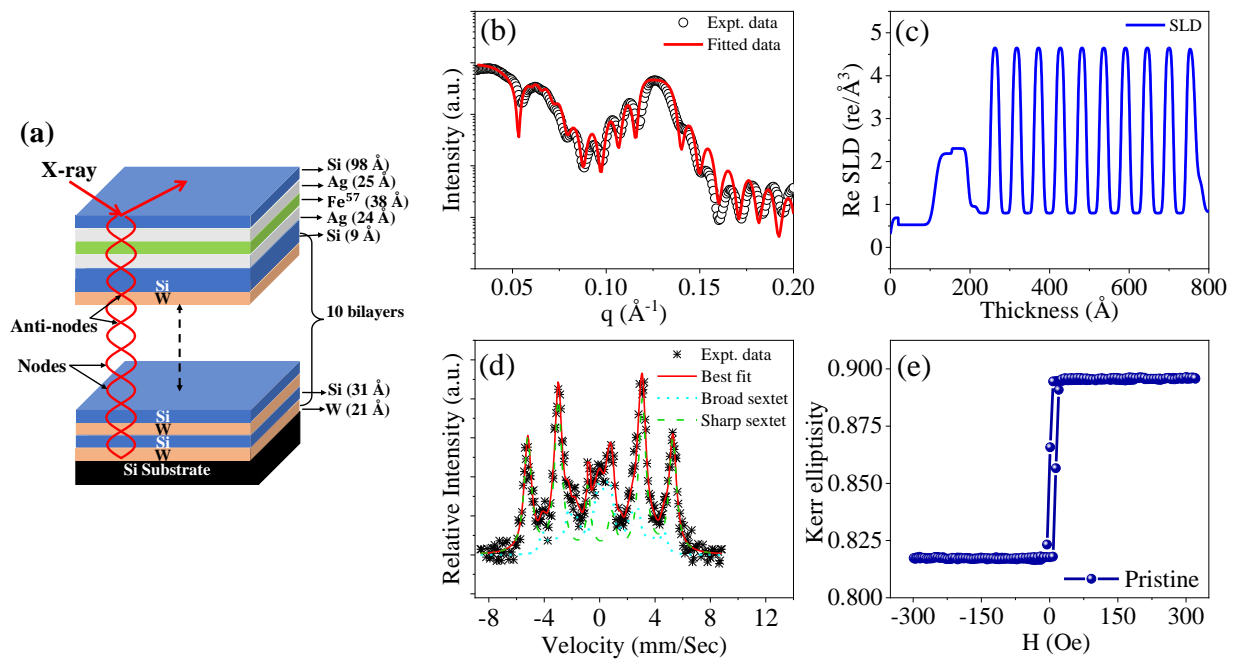 (a)
X-ray
Si (98 Å)
Ag (25 Å)
Fe⁵⁷ (38 Å)
Ag (24 Å)
Si (9 Å)
Si
W
Anti-nodes
10 bilayers
Nodes
Si (31 Å)
W (21 Å)
Si
W
Si
W
Si Substrate
(b)
Expt. data
Fitted data
Intensity (a.u.)
0.05 0.10 0.15 0.20
q (Å⁻¹)
(c)
SLD
Re SLD (re/Å³)
5
4
3
2
1
0
0 200 400 600 800
Thickness (Å)
(d)
Expt. data
Best fit
Broad sextet
Sharp sextet
Relative Intensity (a.u.)
-8 -4 0 4 8 12
Velocity (mm/Sec)
(e)
Kerr elliptisity
0.900
0.875
0.850
0.825
0.800
Pristine
-300 -150 0 150 300
H (Oe)